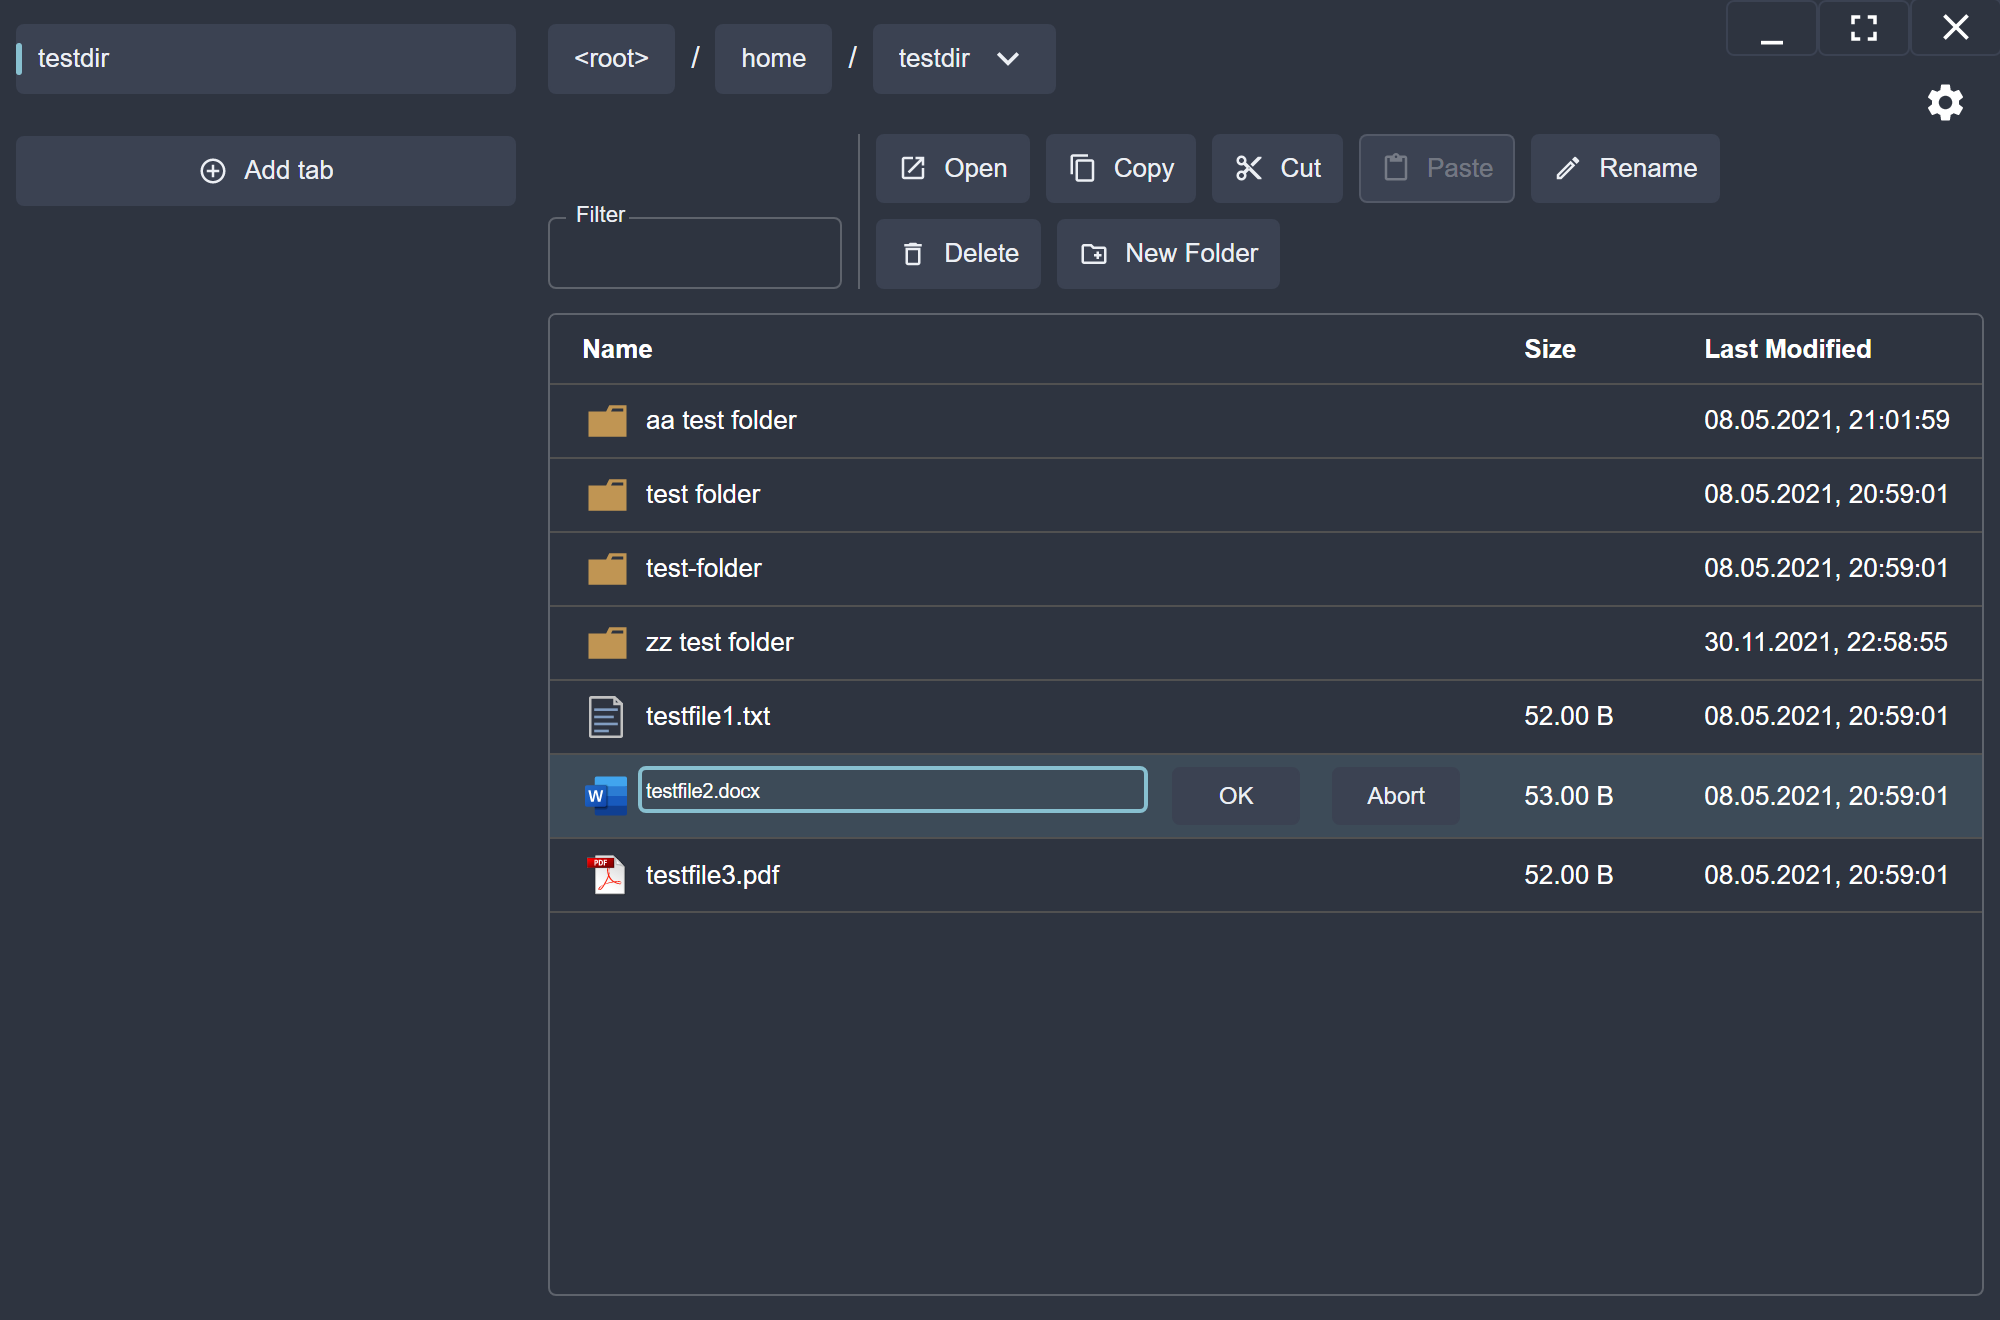 testdir
Add tab
<root> / home / testdir
Open Copy Cut Paste Rename
Filter
Delete New Folder
Name Size Last Modified
aa test folder 08.05.2021, 21:01:59
test folder 08.05.2021, 20:59:01
test-folder 08.05.2021, 20:59:01
zz test folder 30.11.2021, 22:58:55
testfile1.txt 52.00 B 08.05.2021, 20:59:01
W testfile2.docx OK Abort 53.00 B 08.05.2021, 20:59:01
PDF testfile3.pdf 52.00 B 08.05.2021, 20:59:01